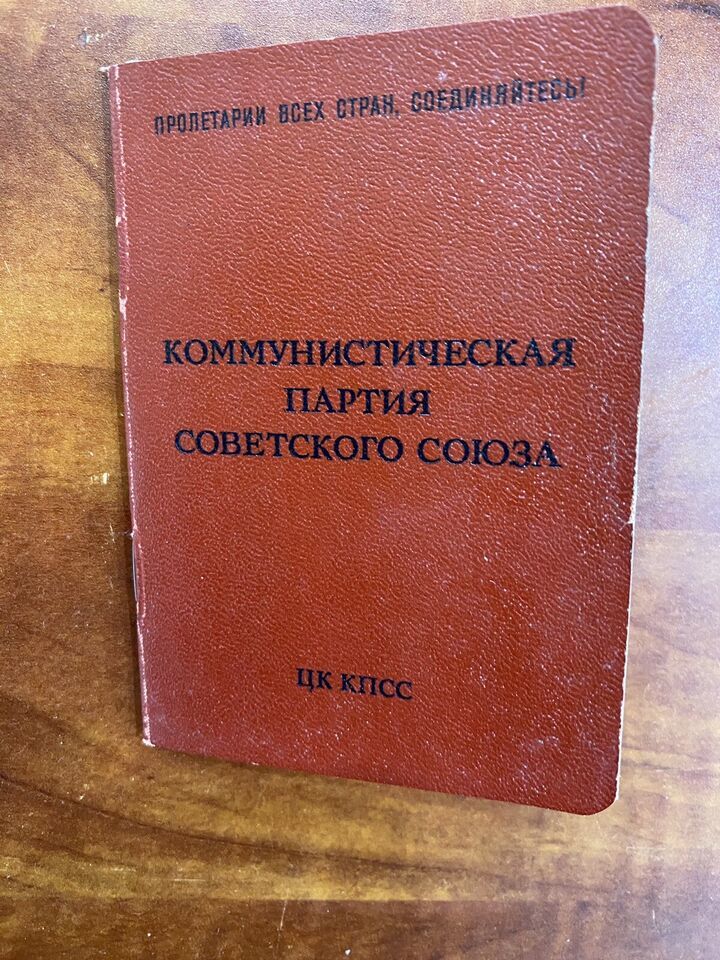 ПРОЛЕТАРИИ ВСЕХ СТРАН, СОЕДИНЯЙТЕСЬ!
КОММУНИСТИЧЕСКАЯ
ПАРТИЯ
СОВЕТСКОГО СОЮЗА
ЦК КПСС